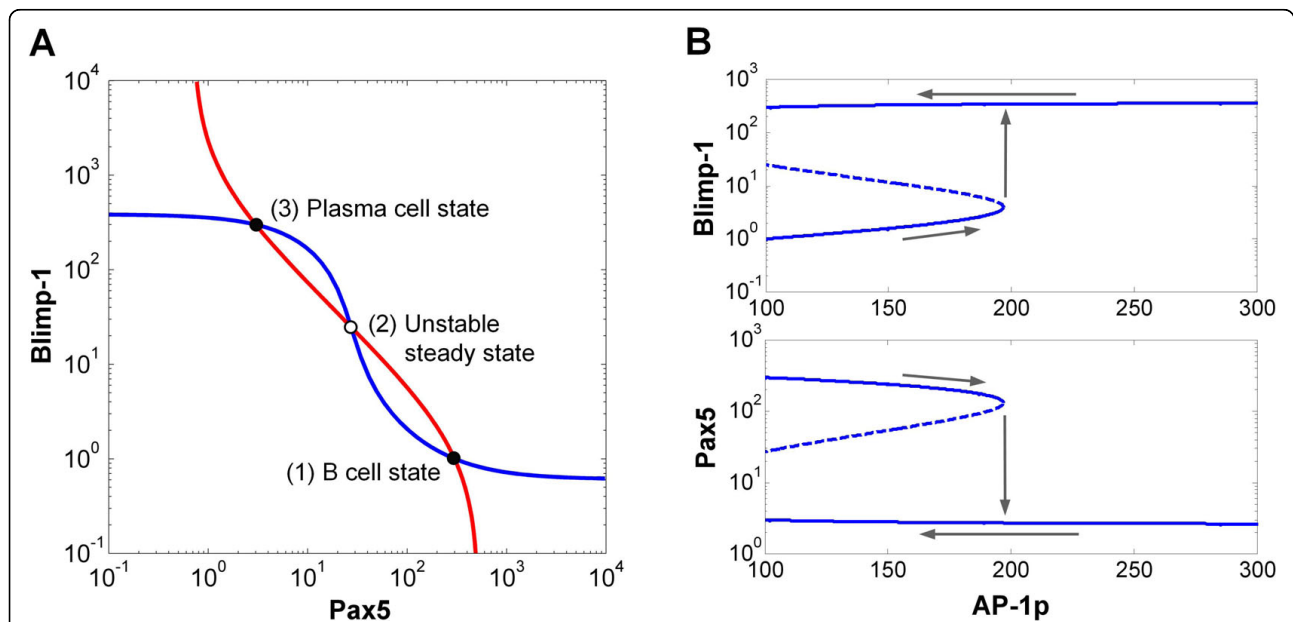 A
10^4
10^3
10^2
10^1
10^0
10^-1
Blimp-1
(3) Plasma cell state
(2) Unstable
steady state
(1) B cell state
10^-1 10^0 10^1 10^2 10^3 10^4
Pax5
B
10^3
10^2
10^1
10^0
10^-1
Blimp-1
100 150 200 250 300
10^3
10^2
10^1
10^0
Pax5
100 150 200 250 300
AP-1p